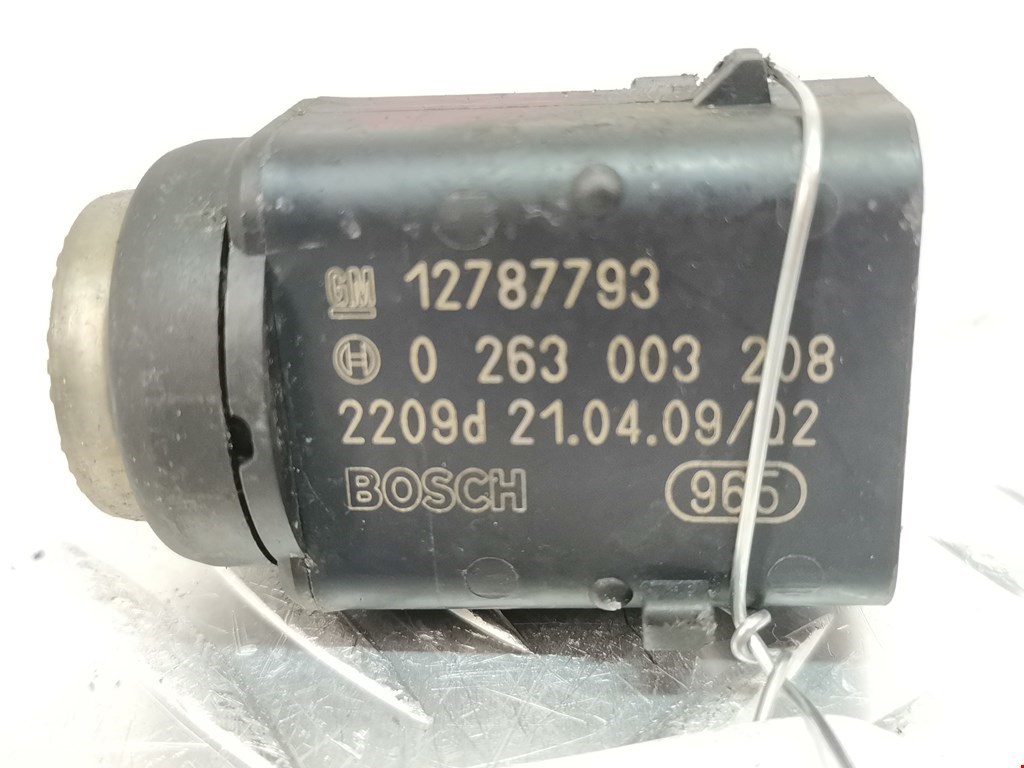 GM 12787793
H 0 263 003 208
2209d 21.04.09/02
BOSCH 965